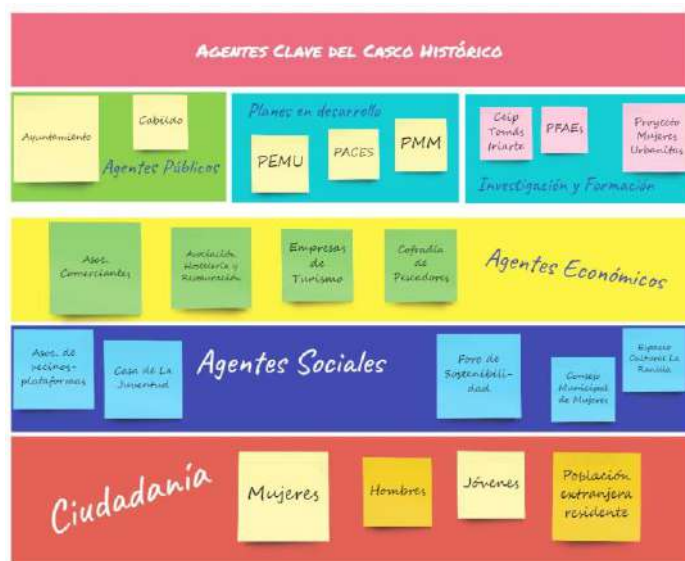 AGENTES CLAVE DEL CASCO HISTÓRICO
Ayuntamiento
Cabildo
Agentes Públicos
Planes en desarrollo
PEMU
PACES
PMM
Ceip
Tomás
Iriarte
PFAEs
Proyecto
Mujeres
Urbanitas
Investigación y Formación
Asoc.
Comerciantes
Asociación
Hostelería y
Restauración
Empresas
de
Turismo
Cofradía
de
Pescadores
Agentes Económicos
Asoc. de
vecinos-
plataformas
Casa de La
Juventud
Agentes Sociales
Foro de
Sostenibili-
dad
Consejo
Municipal
de Mujeres
Espacio
Cultural La
Ranilla
Ciudadanía
Mujeres
Hombres
Jóvenes
Población
extranjera
residente